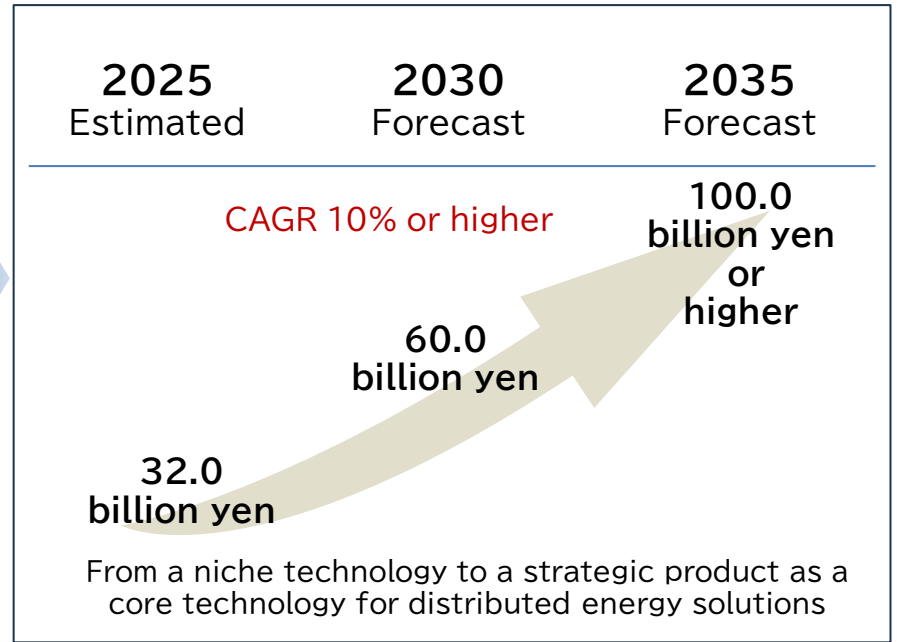 2025
Estimated
2030
Forecast
2035
Forecast
CAGR 10% or higher
100.0
billion yen
or
higher
60.0
billion yen
32.0
billion yen
From a niche technology to a strategic product as a
core technology for distributed energy solutions